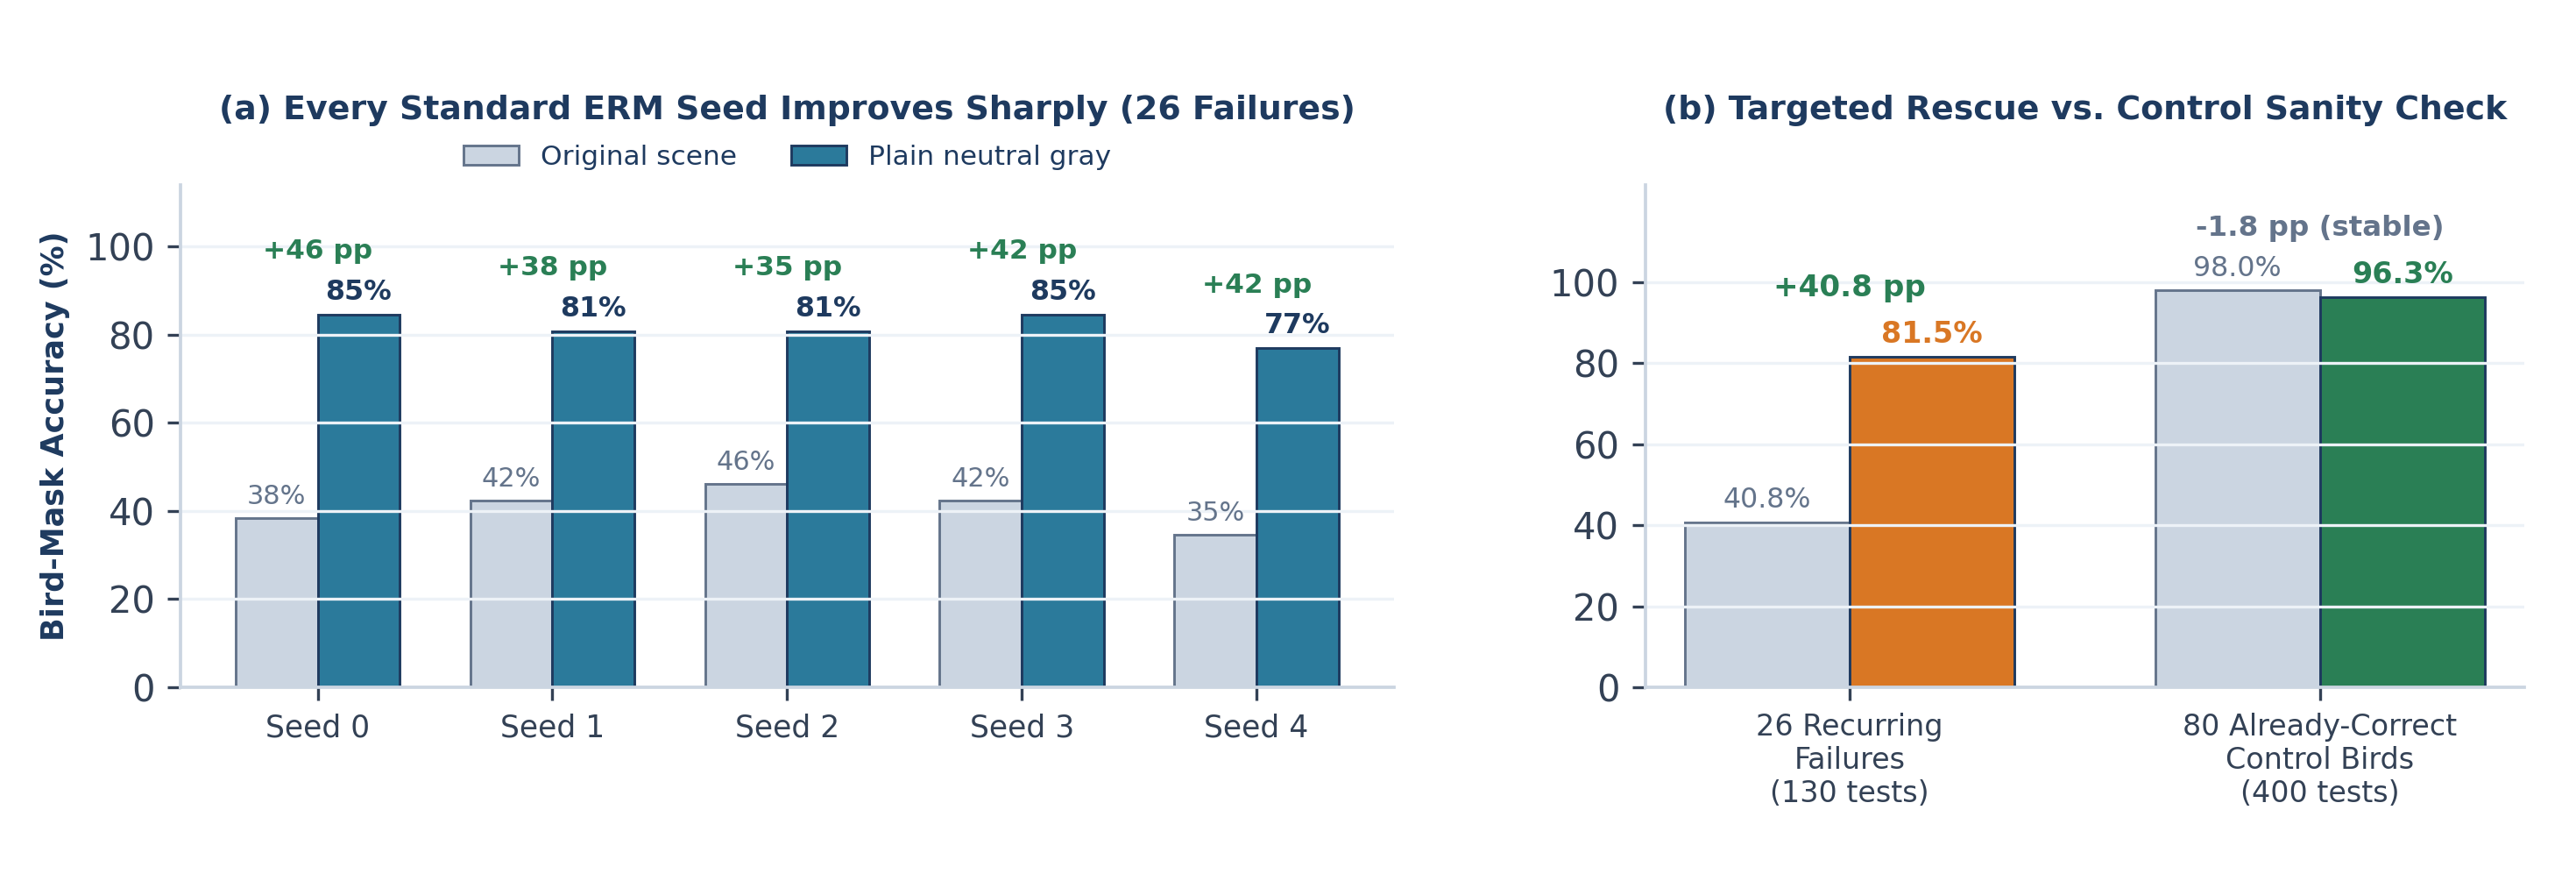 (a) Every Standard ERM Seed Improves Sharply (26 Failures)
Original scene
Plain neutral gray
Bird-Mask Accuracy (%)
100
80
60
40
20
0
+46 pp
38%
85%
+38 pp
42%
81%
+35 pp
46%
81%
+42 pp
42%
85%
+42 pp
35%
77%
Seed 0
Seed 1
Seed 2
Seed 3
Seed 4
(b) Targeted Rescue vs. Control Sanity Check
100
80
60
40
20
0
+40.8 pp
40.8%
81.5%
-1.8 pp (stable)
98.0%
96.3%
26 Recurring
Failures
(130 tests)
80 Already-Correct
Control Birds
(400 tests)